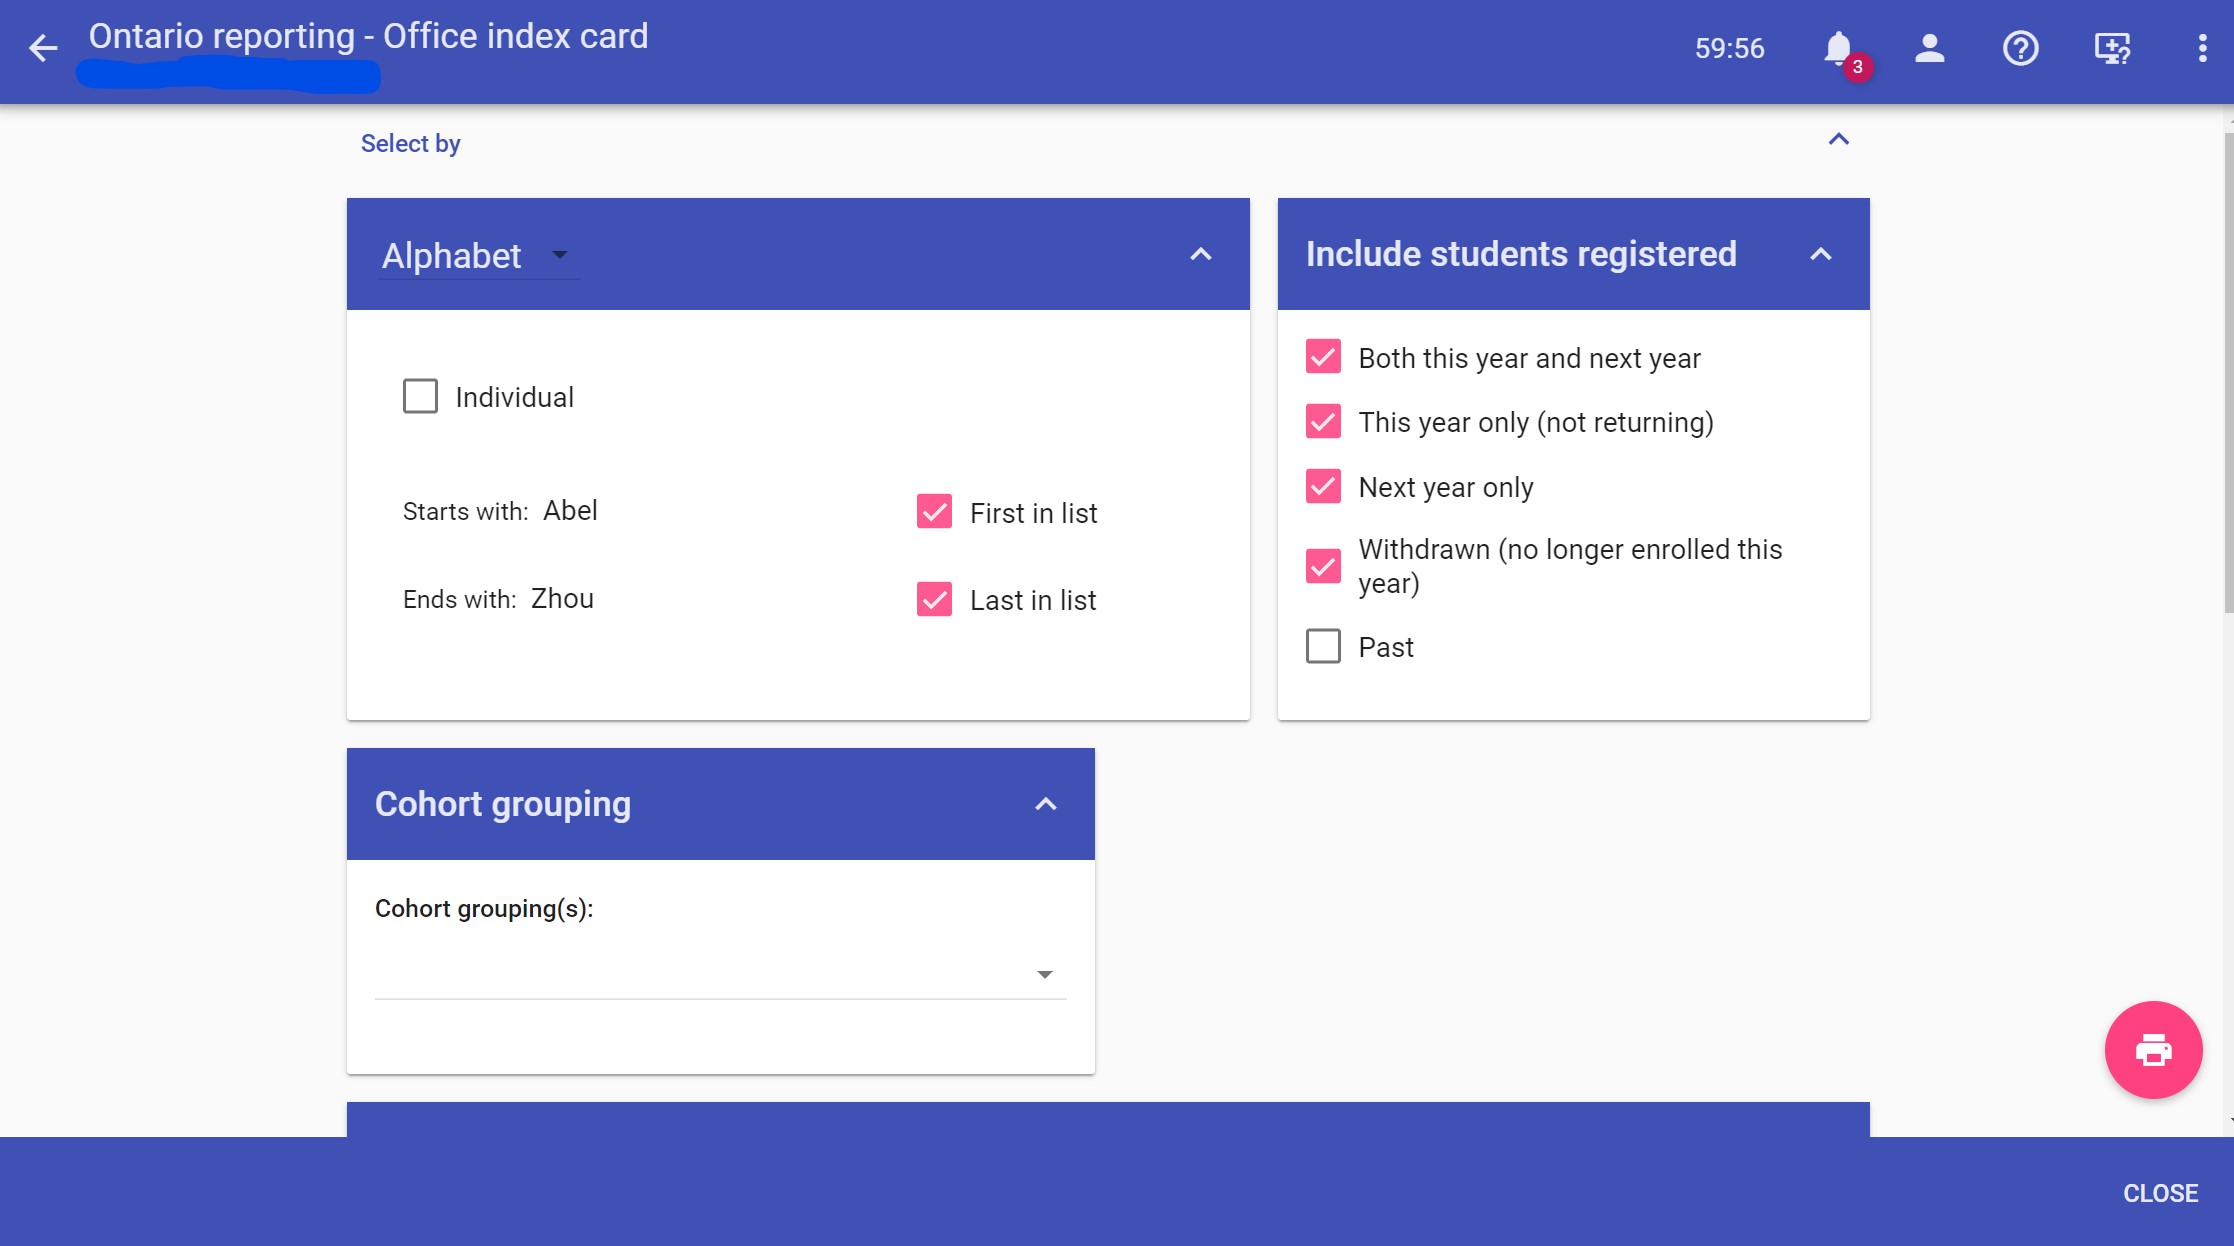 Ontario reporting - Office index card
59:56
3
Select by
Alphabet
Individual
Starts with: Abel
First in list
Ends with: Zhou
Last in list
Include students registered
Both this year and next year
This year only (not returning)
Next year only
Withdrawn (no longer enrolled this
year)
Past
Cohort grouping
Cohort grouping(s):
CLOSE